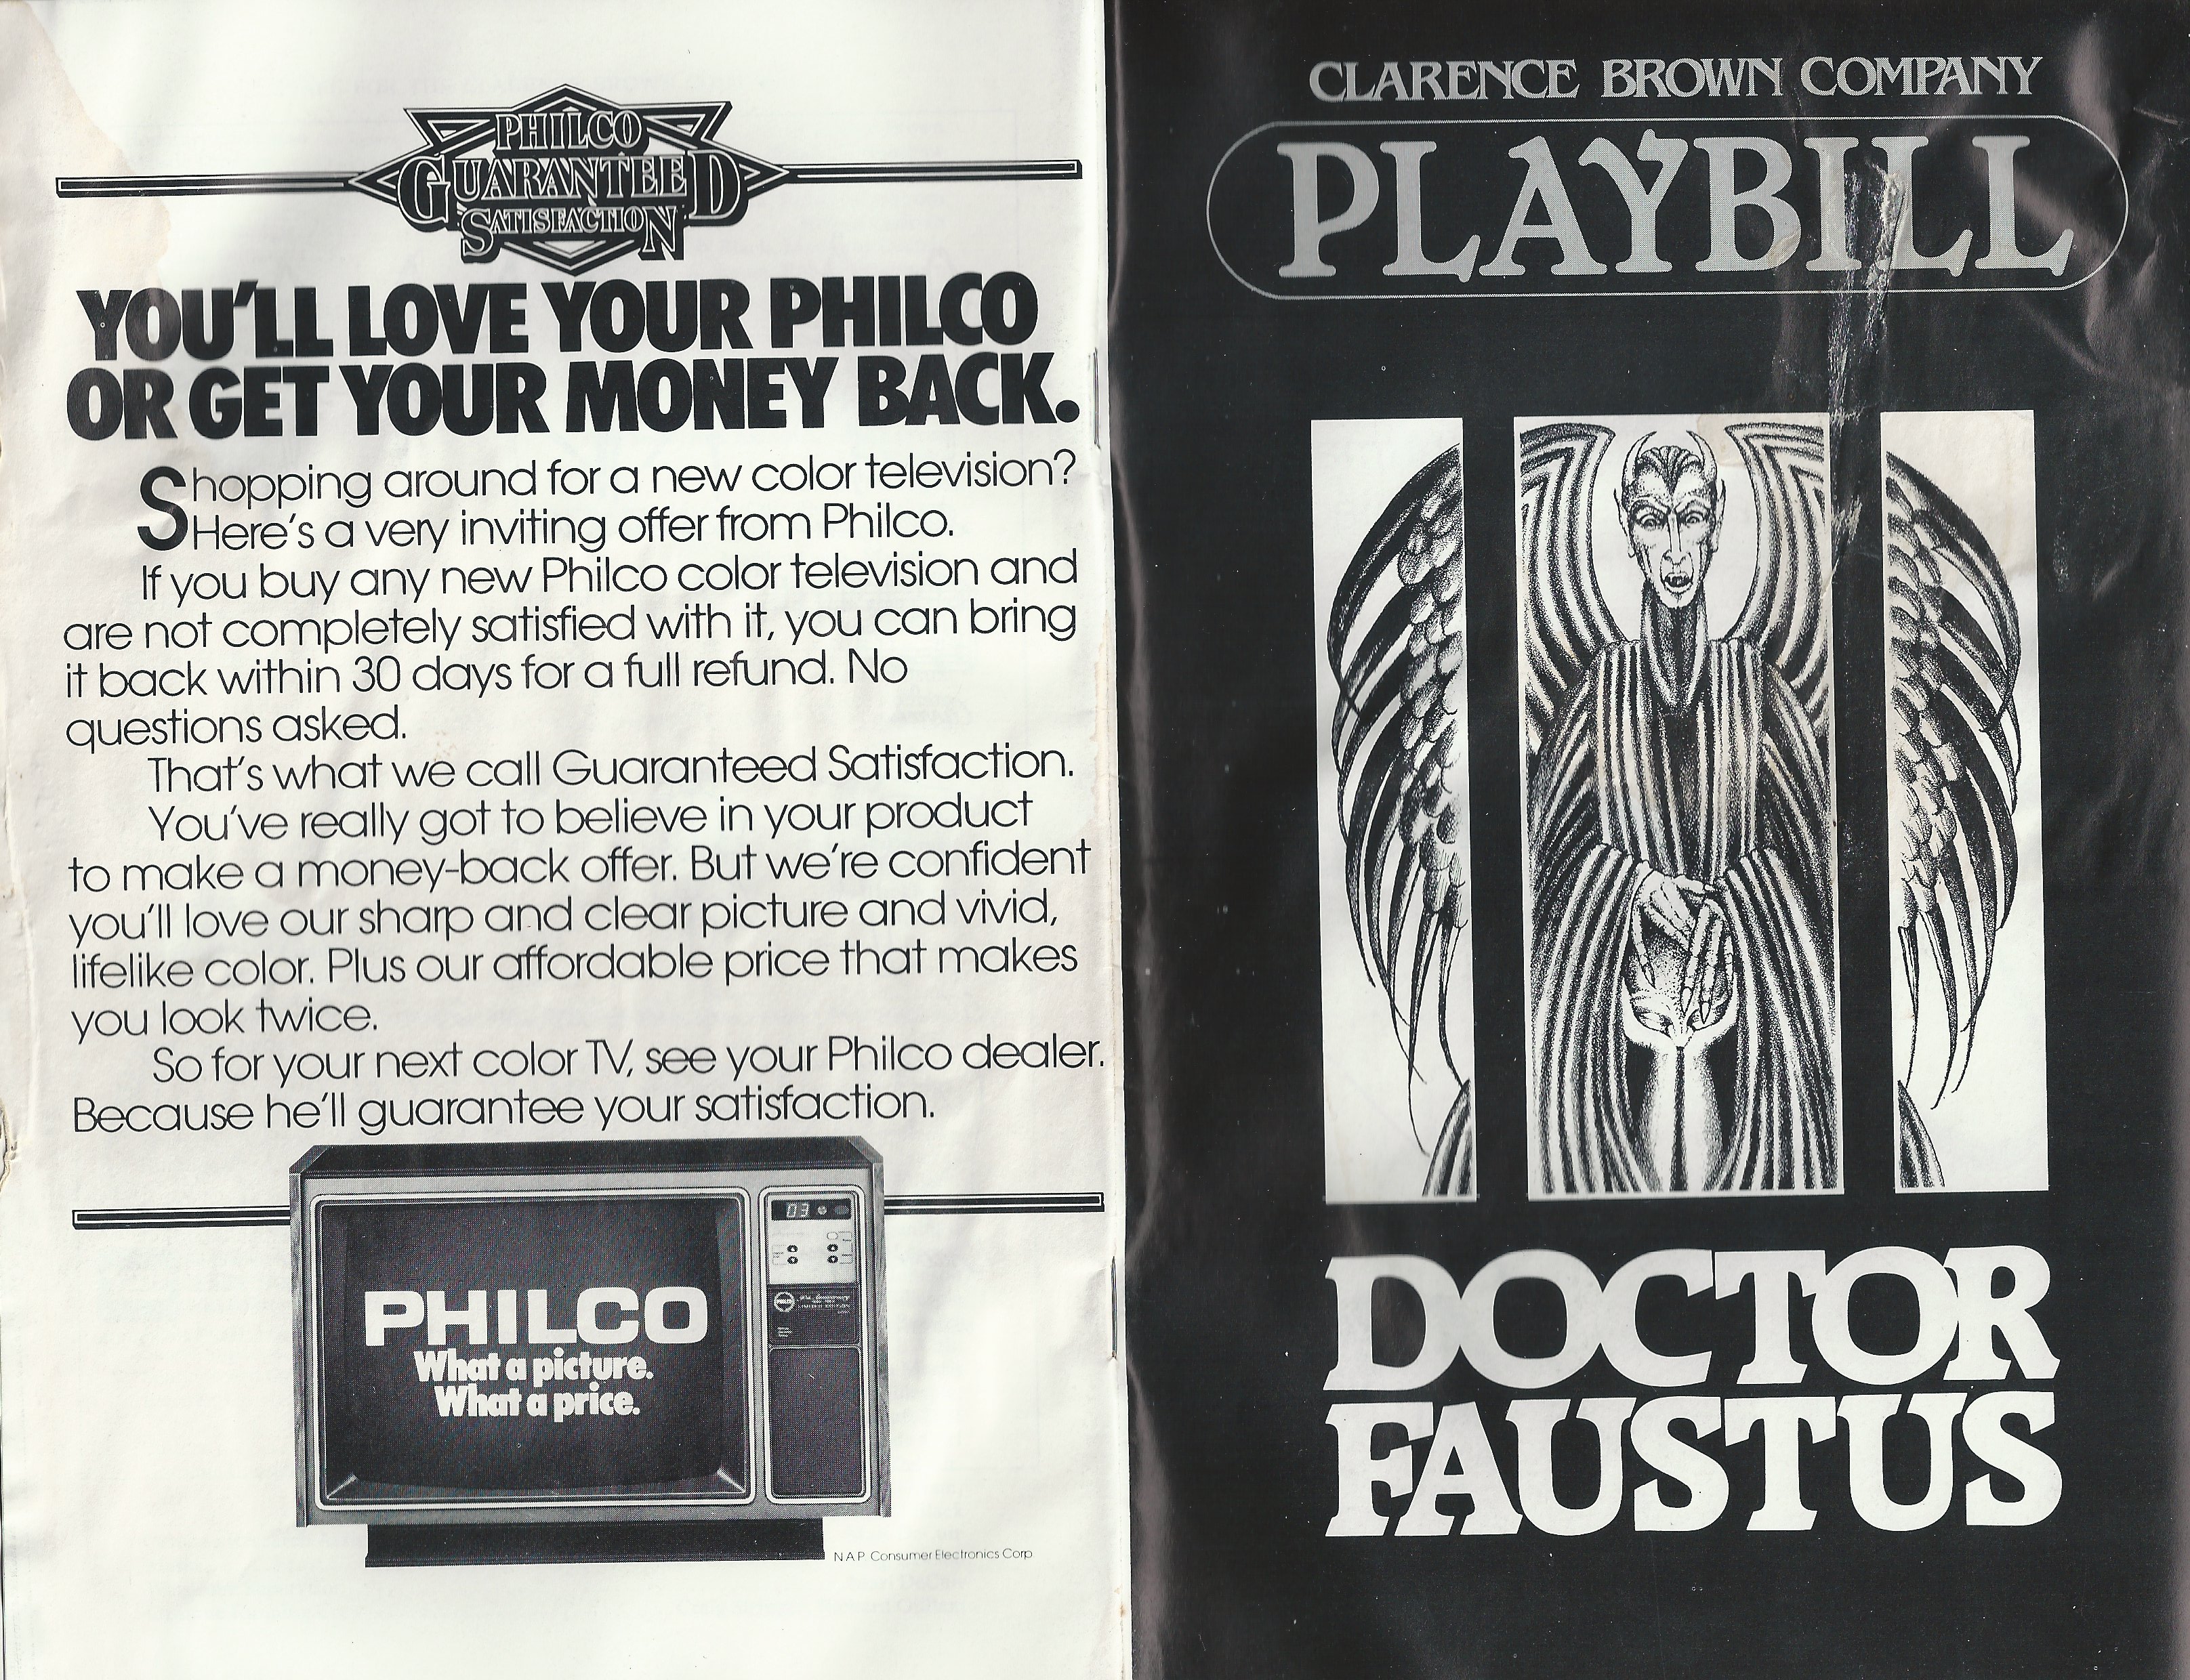 PHILCO
GUARANTEED
SATISFACTION
YOU'LL LOVE YOUR PHILCO
OR GET YOUR MONEY BACK.
Shopping around for a new color television?
Here's a very inviting offer from Philco.
If you buy any new Philco color television and
are not completely satisfied with it, you can bring
it back within 30 days for a full refund. No
questions asked.
That's what we call Guaranteed Satisfaction.
You've really got to believe in your product
to make a money-back offer. But we're confident
you'll love our sharp and clear picture and vivid,
lifelike color. Plus our affordable price that makes
you look twice.
So for your next color TV, see your Philco dealer.
Because he'll guarantee your satisfaction.
03
PHILCO
What a picture.
What a price.
N.A.P. Consumer Electronics Corp
CLARENCE BROWN COMPANY
PLAYBILL
DOCTOR
FAUSTUS